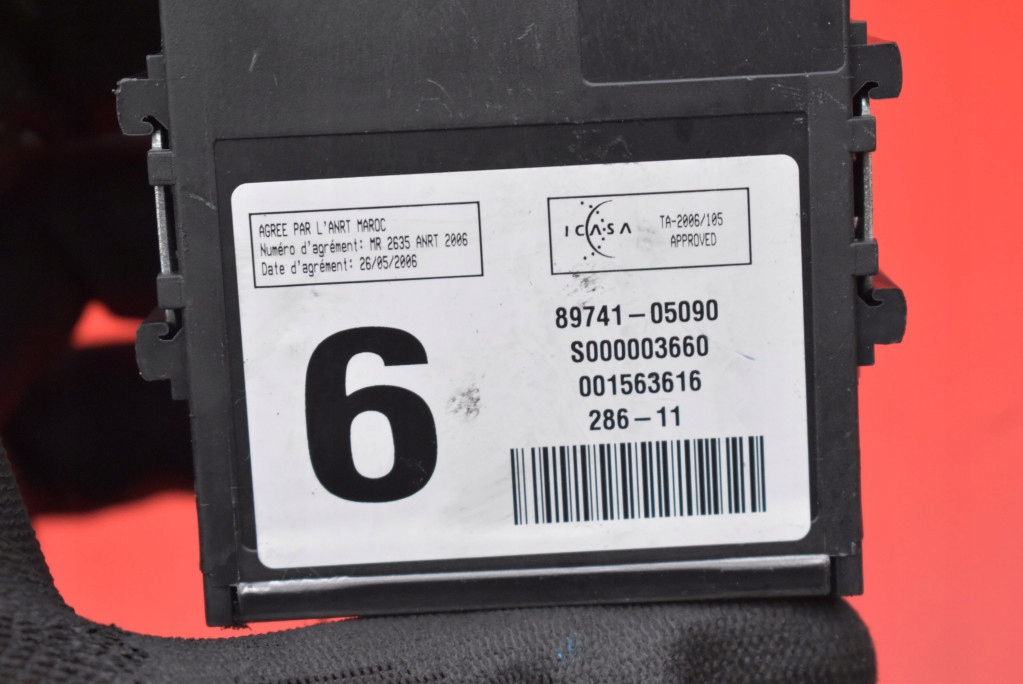 AGREE PAR L'ANRT MAROC
Numéro d'agrément: MR 2635 ANRT 2006
Date d'agrément: 26/05/2006
ICASA
TA-2006/105
APPROVED
6
89741-05090
S000003660
001563616
286-11